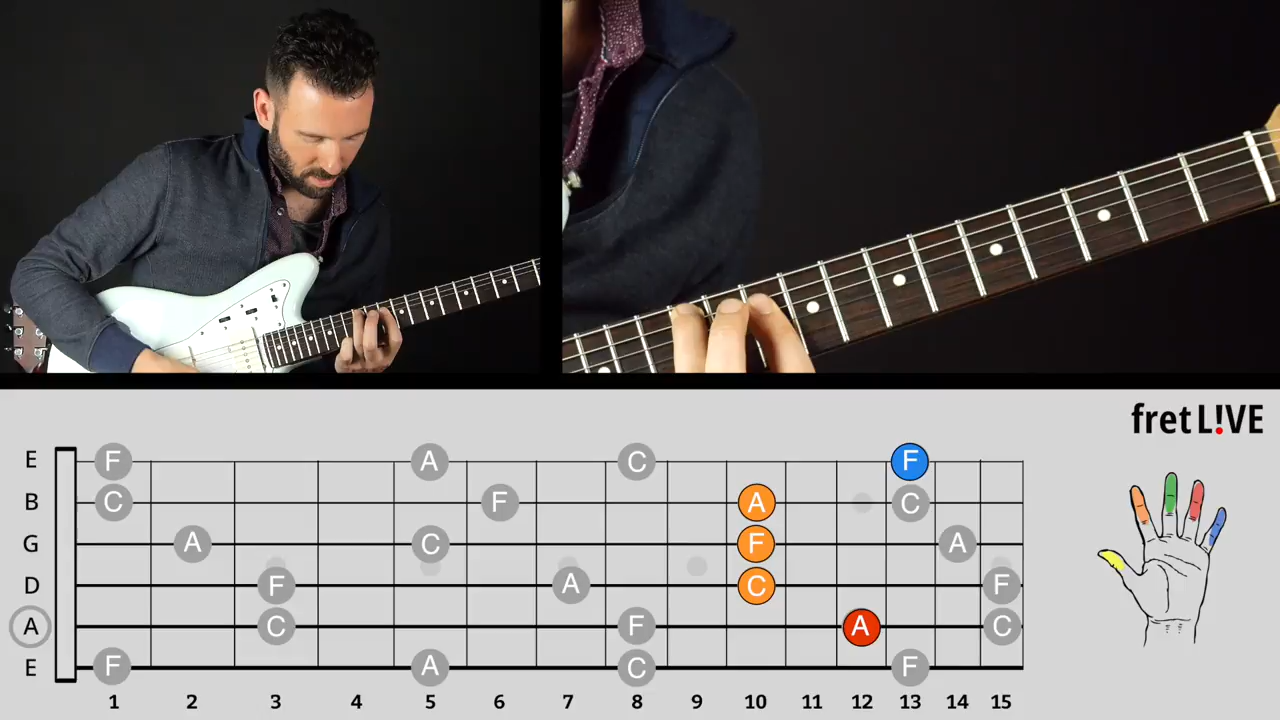 fret L!VE
E F A C F
B C F A C
G A C F A
D F A C F
A C F A C
E F A C F
1 2 3 4 5 6 7 8 9 10 11 12 13 14 15